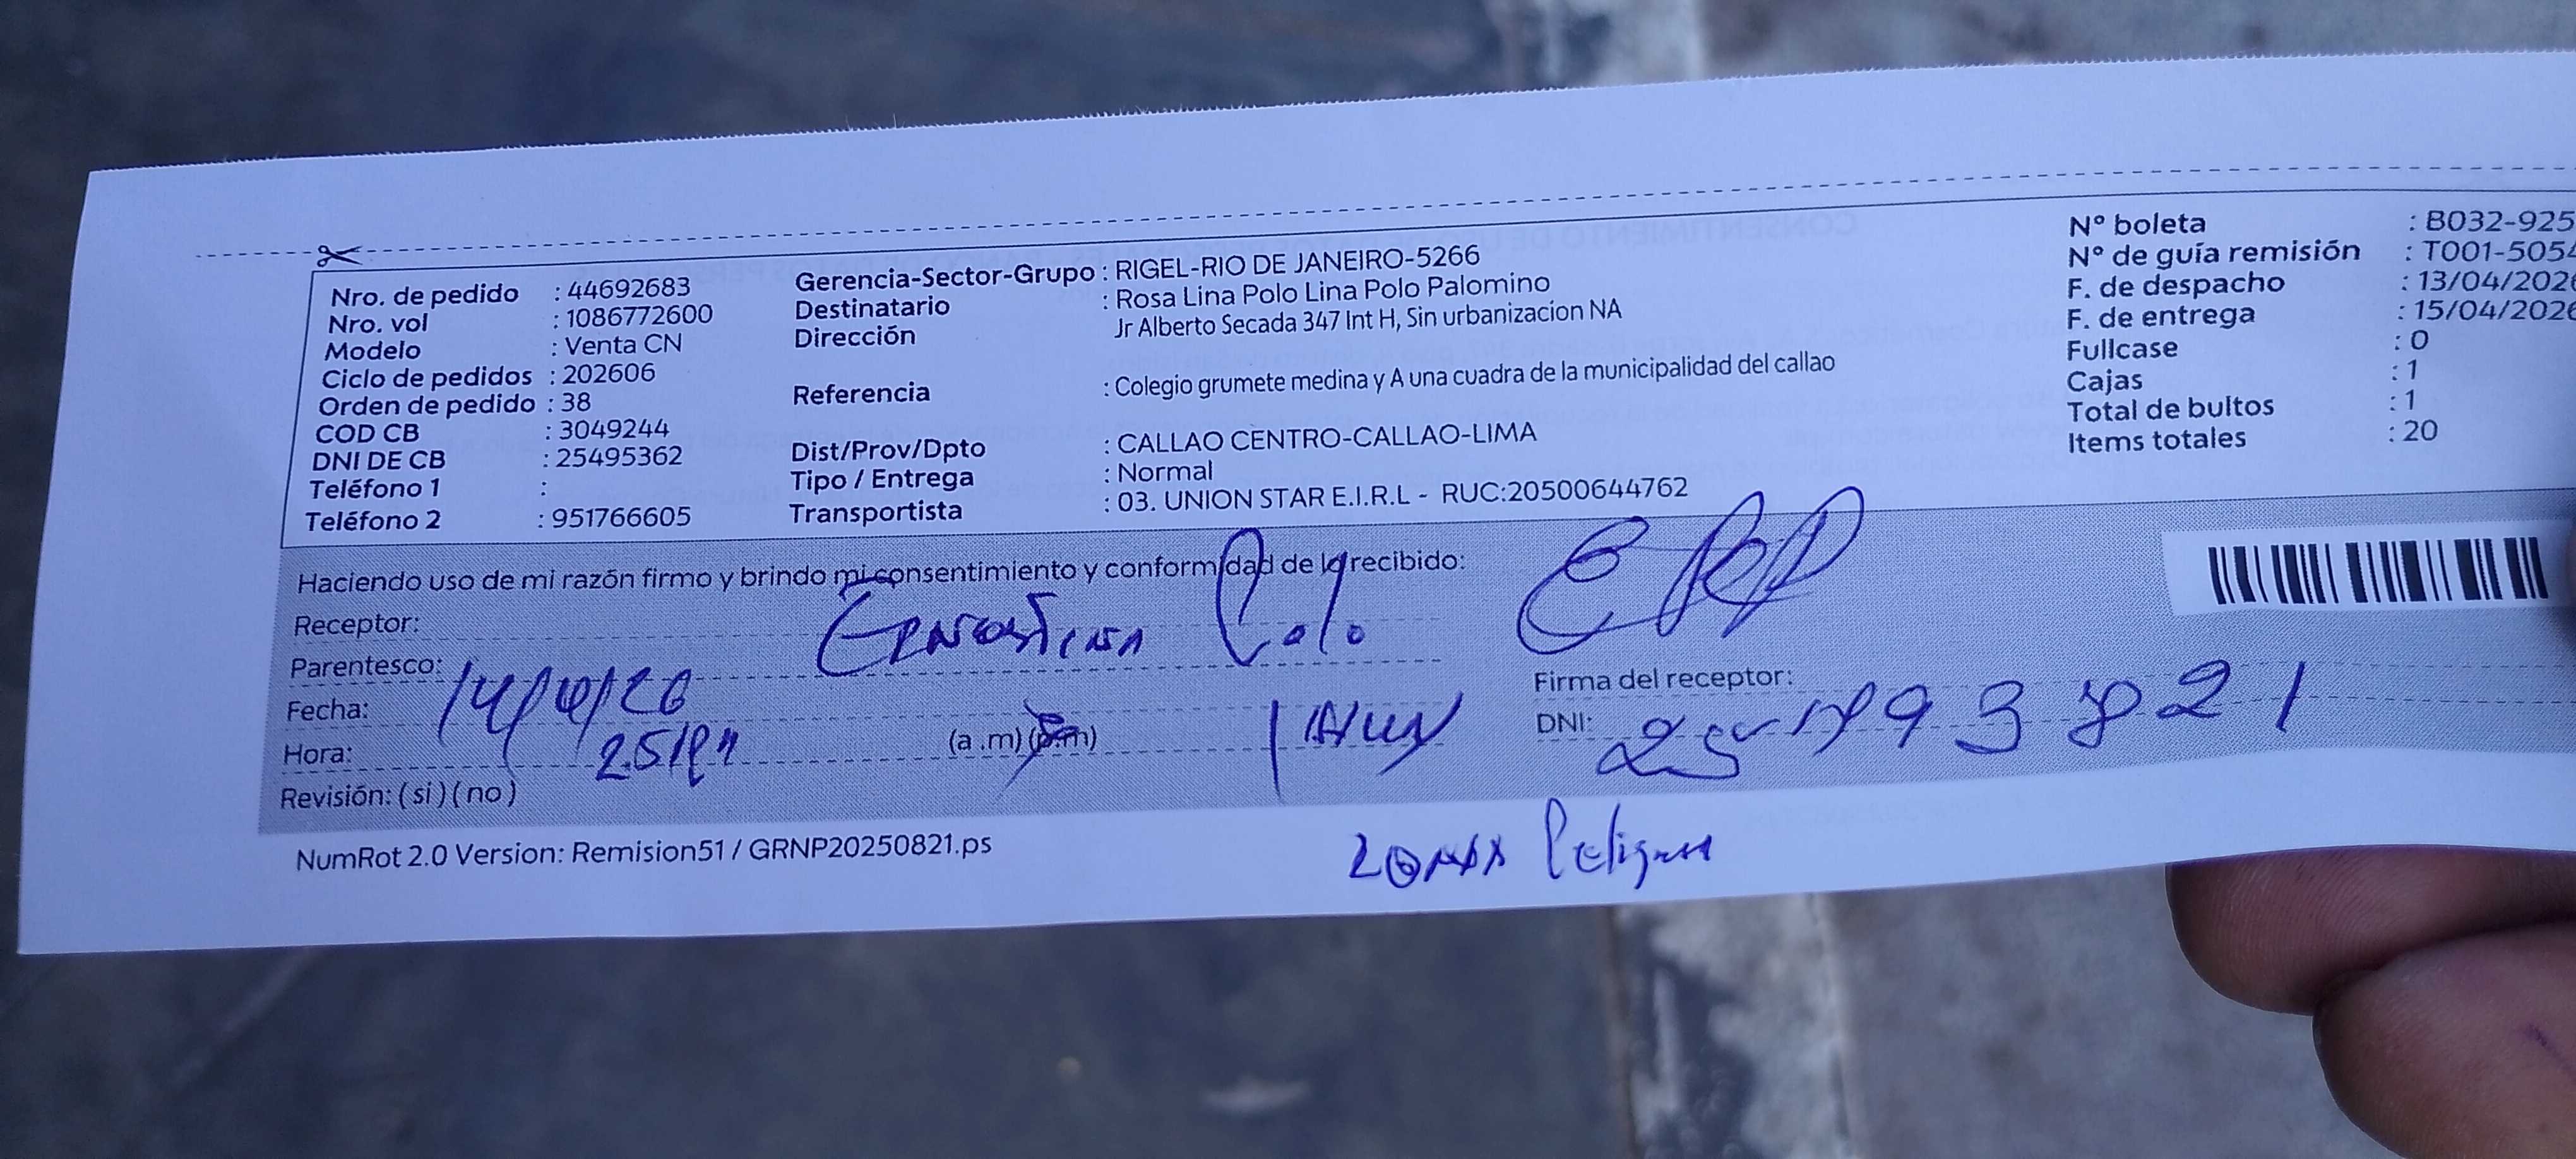 Nro. de pedido : 44692683
Nro. vol : 1086772600
Modelo : Venta CN
Ciclo de pedidos : 202606
Orden de pedido : 38
COD CB : 3049244
DNI DE CB : 25495362
Teléfono 1 :
Teléfono 2 : 951766605
Gerencia-Sector-Grupo : RIGEL-RIO DE JANEIRO-5266
Destinatario : Rosa Lina Polo Lina Polo Palomino
Dirección Jr Alberto Secada 347 Int H, Sin urbanizacion NA
Referencia : Colegio grumete medina y A una cuadra de la municipalidad del callao
Dist/Prov/Dpto : CALLAO CENTRO-CALLAO-LIMA
Tipo / Entrega : Normal
Transportista : 03. UNION STAR E.I.R.L - RUC:20500644762
Nº boleta : B032-925
Nº de guía remisión : T001-505
F. de despacho : 13/04/2026
F. de entrega : 15/04/2026
Fullcase : 0
Cajas : 1
Total de bultos : 1
Items totales : 20
Haciendo uso de mi razón firmo y brindo mi consentimiento y conformidad de lo recibido:
Receptor: Polo
Parentesco:
Fecha: 14/04/26
Hora: (a .m) (p.m)
Revisión: ( si ) ( no )
Firma del receptor:
DNI:
Zona Peligrosa
NumRot 2.0 Version: Remision51 / GRNP20250821.ps